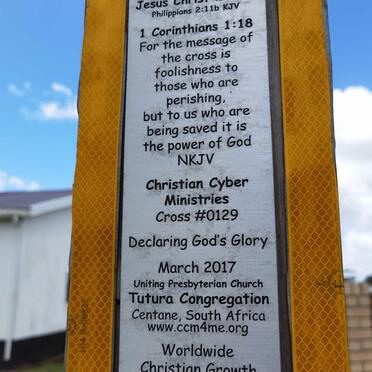 Jesus Christ
Philippians 2:11b KJV
1 Corinthians 1:18
For the message of
the cross is
foolishness to
those who are
perishing,
but to us who are
being saved it is
the power of God
NKJV
Christian Cyber
Ministries
Cross #0129
Declaring God's Glory
March 2017
Uniting Presbyterian Church
Tutura Congregation
Centane, South Africa
www.ccm4me.org
Worldwide
Christian Growth